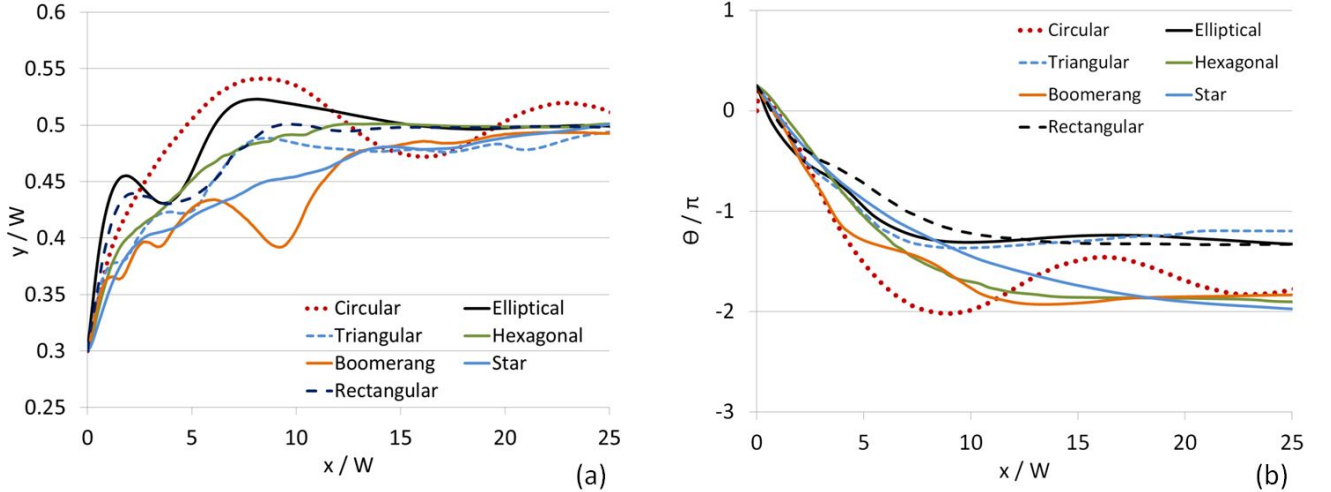 0.6
0.55
0.5
0.45
0.4
0.35
0.3
0.25
y / W
0 5 10 15 20 25
x / W
Circular Elliptical
Triangular Hexagonal
Boomerang Star
Rectangular
(a)
1
0
-1
-2
-3
Θ / π
0 5 10 15 20 25
x / W
Circular Elliptical
Triangular Hexagonal
Boomerang Star
Rectangular
(b)